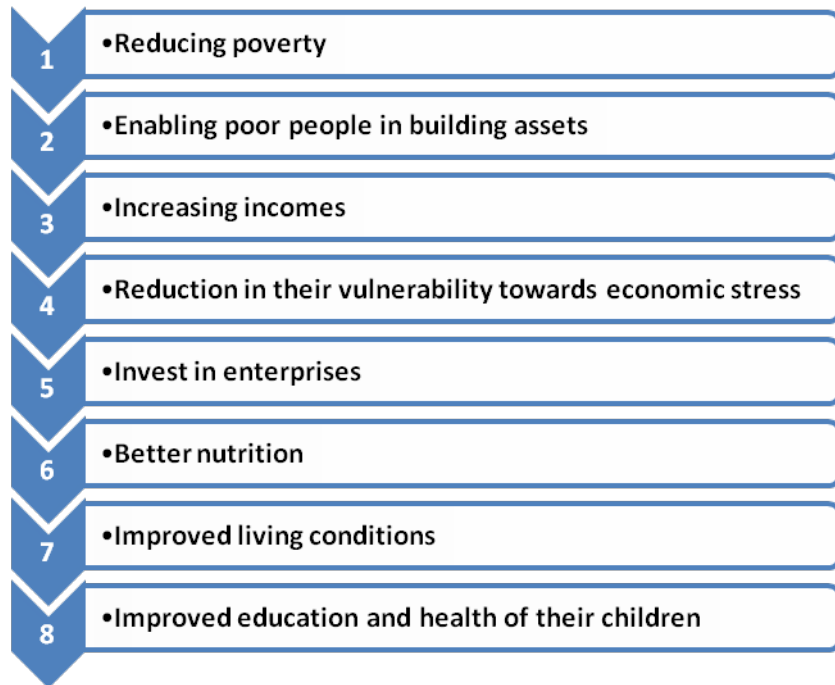 1 •Reducing poverty
2 •Enabling poor people in building assets
3 •Increasing incomes
4 •Reduction in their vulnerability towards economic stress
5 •Invest in enterprises
6 •Better nutrition
7 •Improved living conditions
8 •Improved education and health of their children